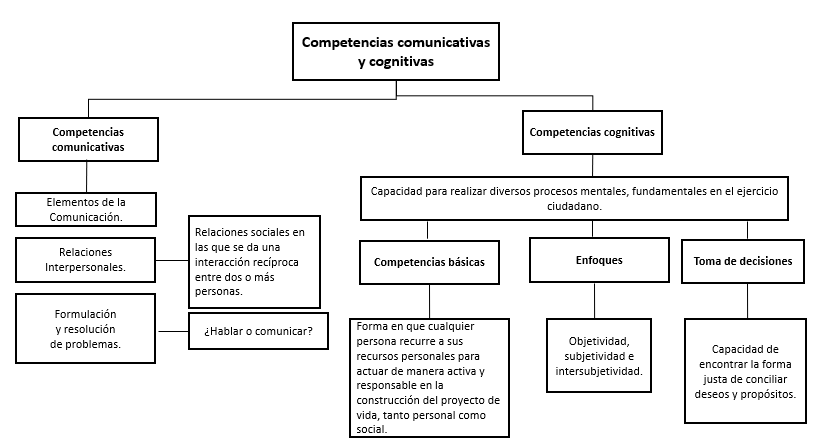 Competencias comunicativas
y cognitivas
Competencias
comunicativas
Elementos de la
Comunicación.
Relaciones
Interpersonales.
Relaciones sociales en
las que se da una
interacción recíproca
entre dos o más
personas.
Formulación
y resolución
de problemas.
¿Hablar o comunicar?
Competencias cognitivas
Capacidad para realizar diversos procesos mentales, fundamentales en el ejercicio
ciudadano.
Competencias básicas
Forma en que cualquier
persona recurre a sus
recursos personales para
actuar de manera activa y
responsable en la
construcción del proyecto de
vida, tanto personal como
social.
Enfoques
Objetividad,
subjetividad e
intersubjetividad.
Toma de decisiones
Capacidad de
encontrar la forma
justa de conciliar
deseos y propósitos.